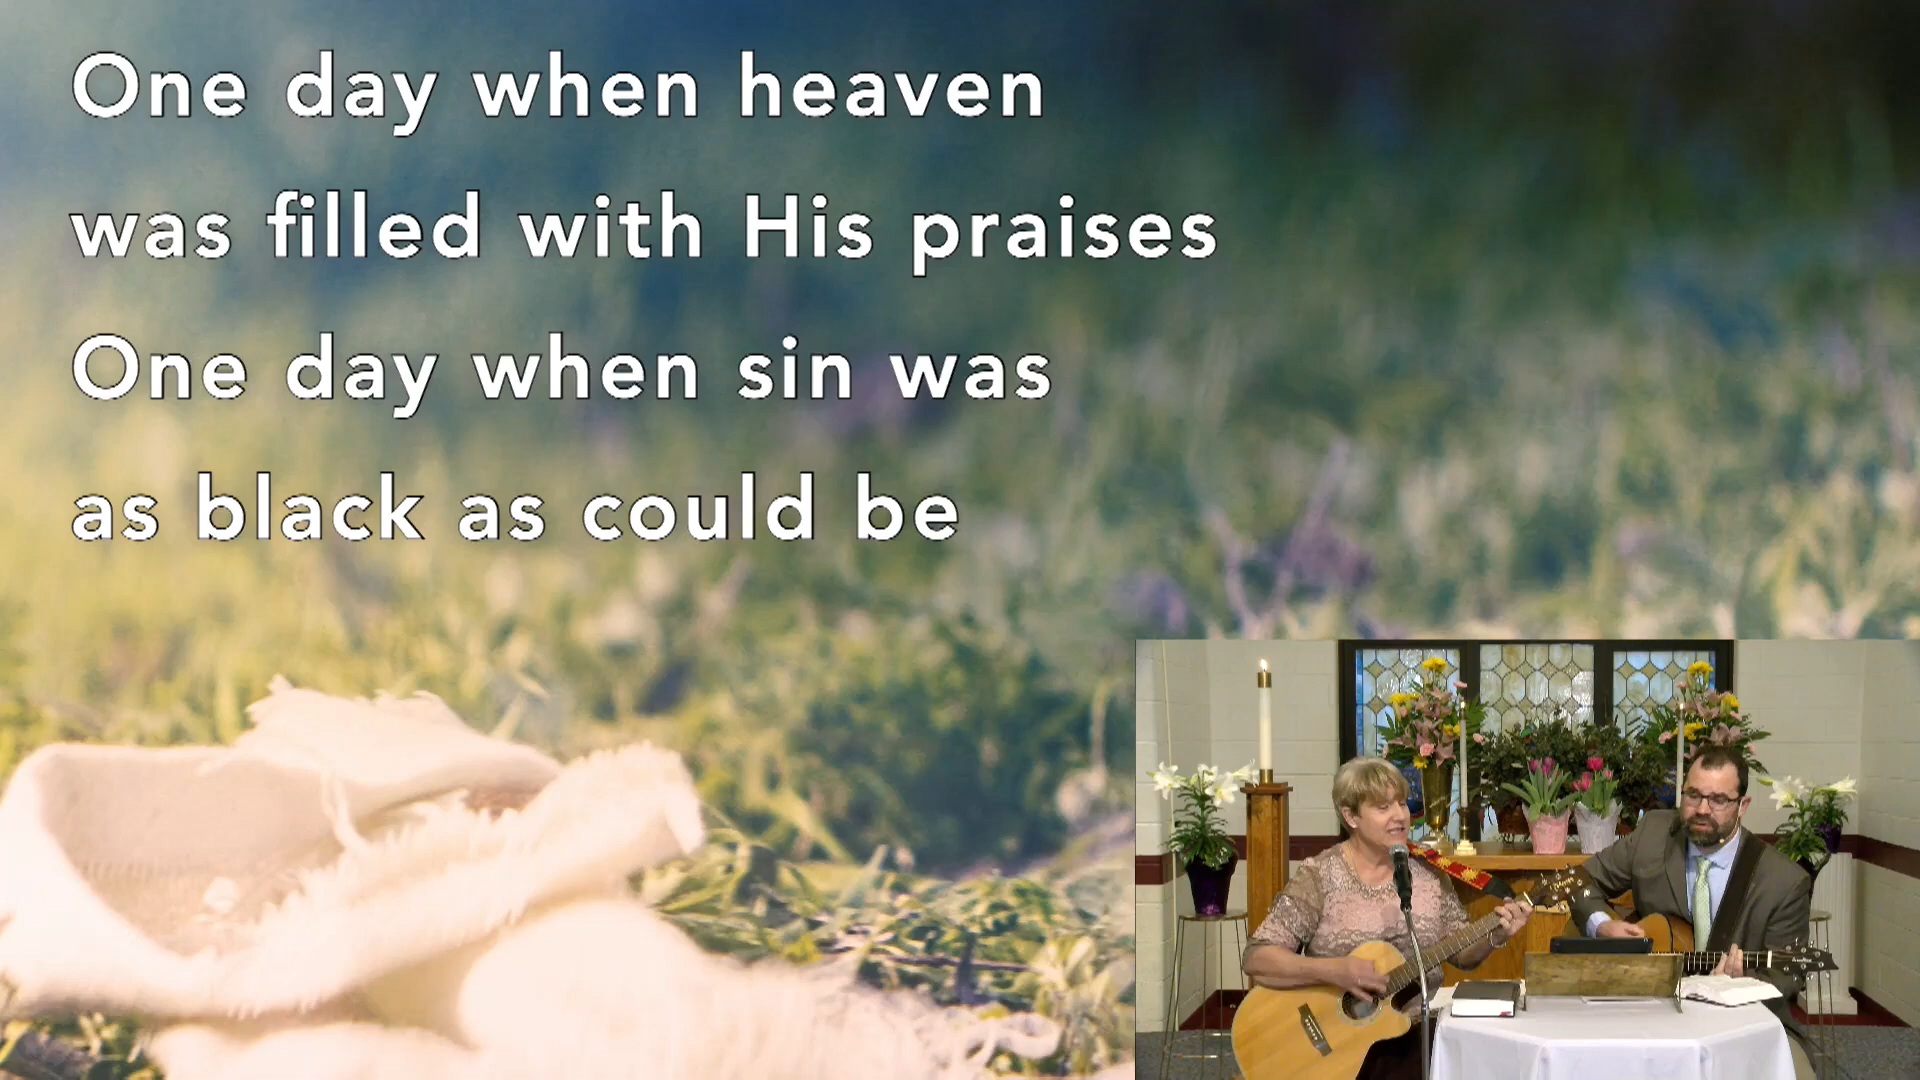 One day when heaven
was filled with His praises
One day when sin was
as black as could be